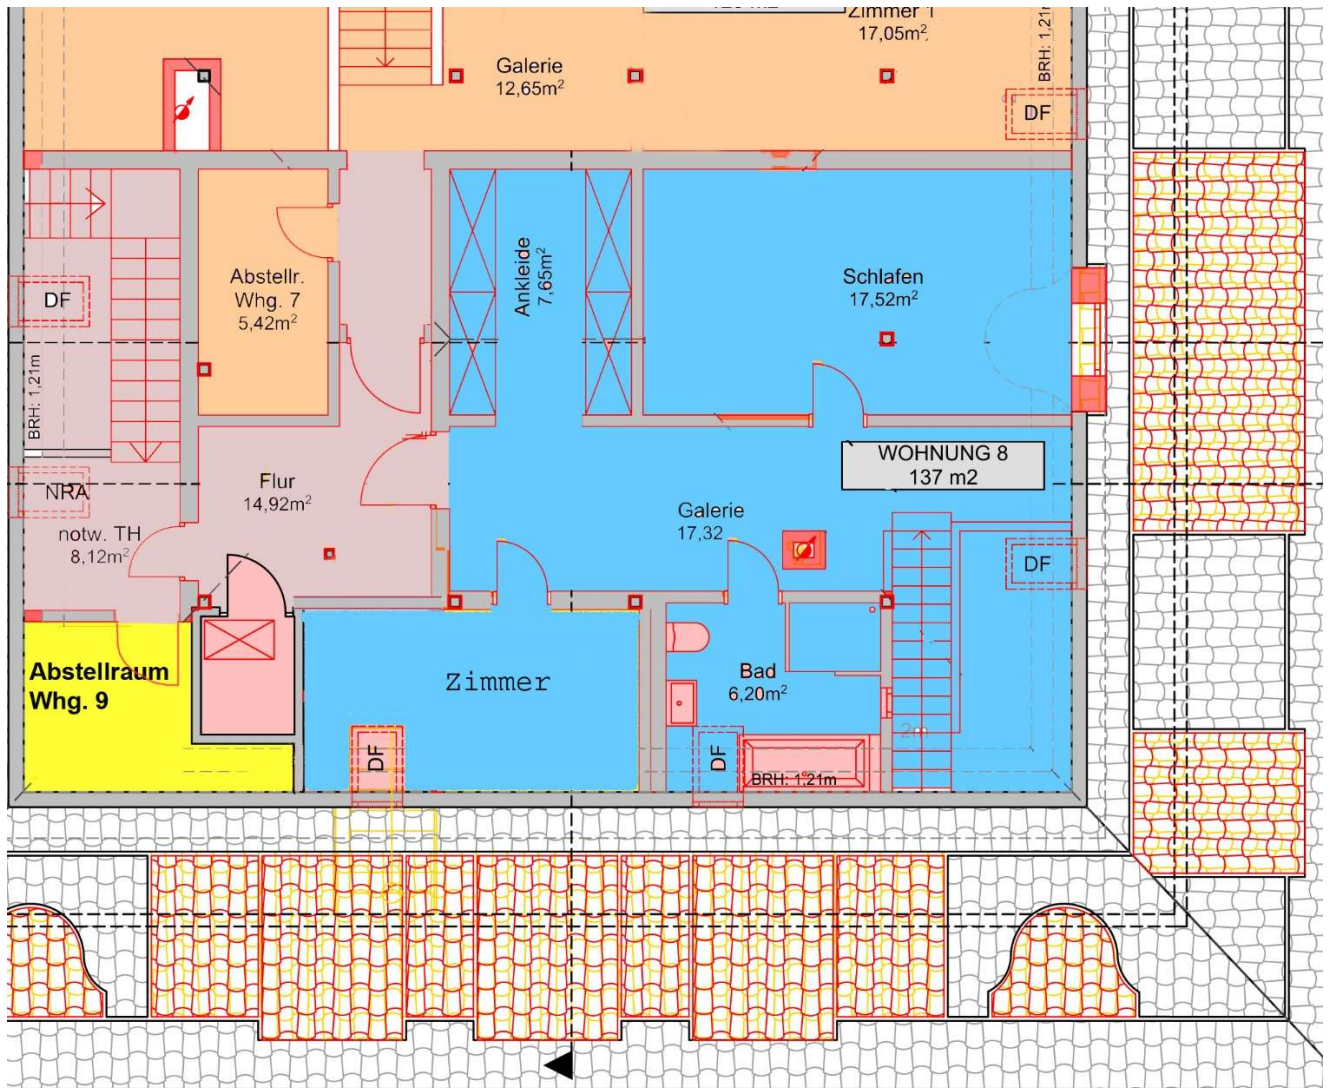 Zimmer 1
17,05m²
BRH: 1,21m
Galerie
12,65m²
DF
Abstellr.
Whg. 7
5,42m²
Ankleide
7,65m²
Schlafen
17,52m²
DF
BRH: 1,21m
WOHNUNG 8
137 m2
NRA
Flur
14,92m²
notw. TH
8,12m²
Galerie
17,32
DF
Abstellraum
Whg. 9
Zimmer
Bad
6,20m²
2m
DF
DF
BRH: 1,21m